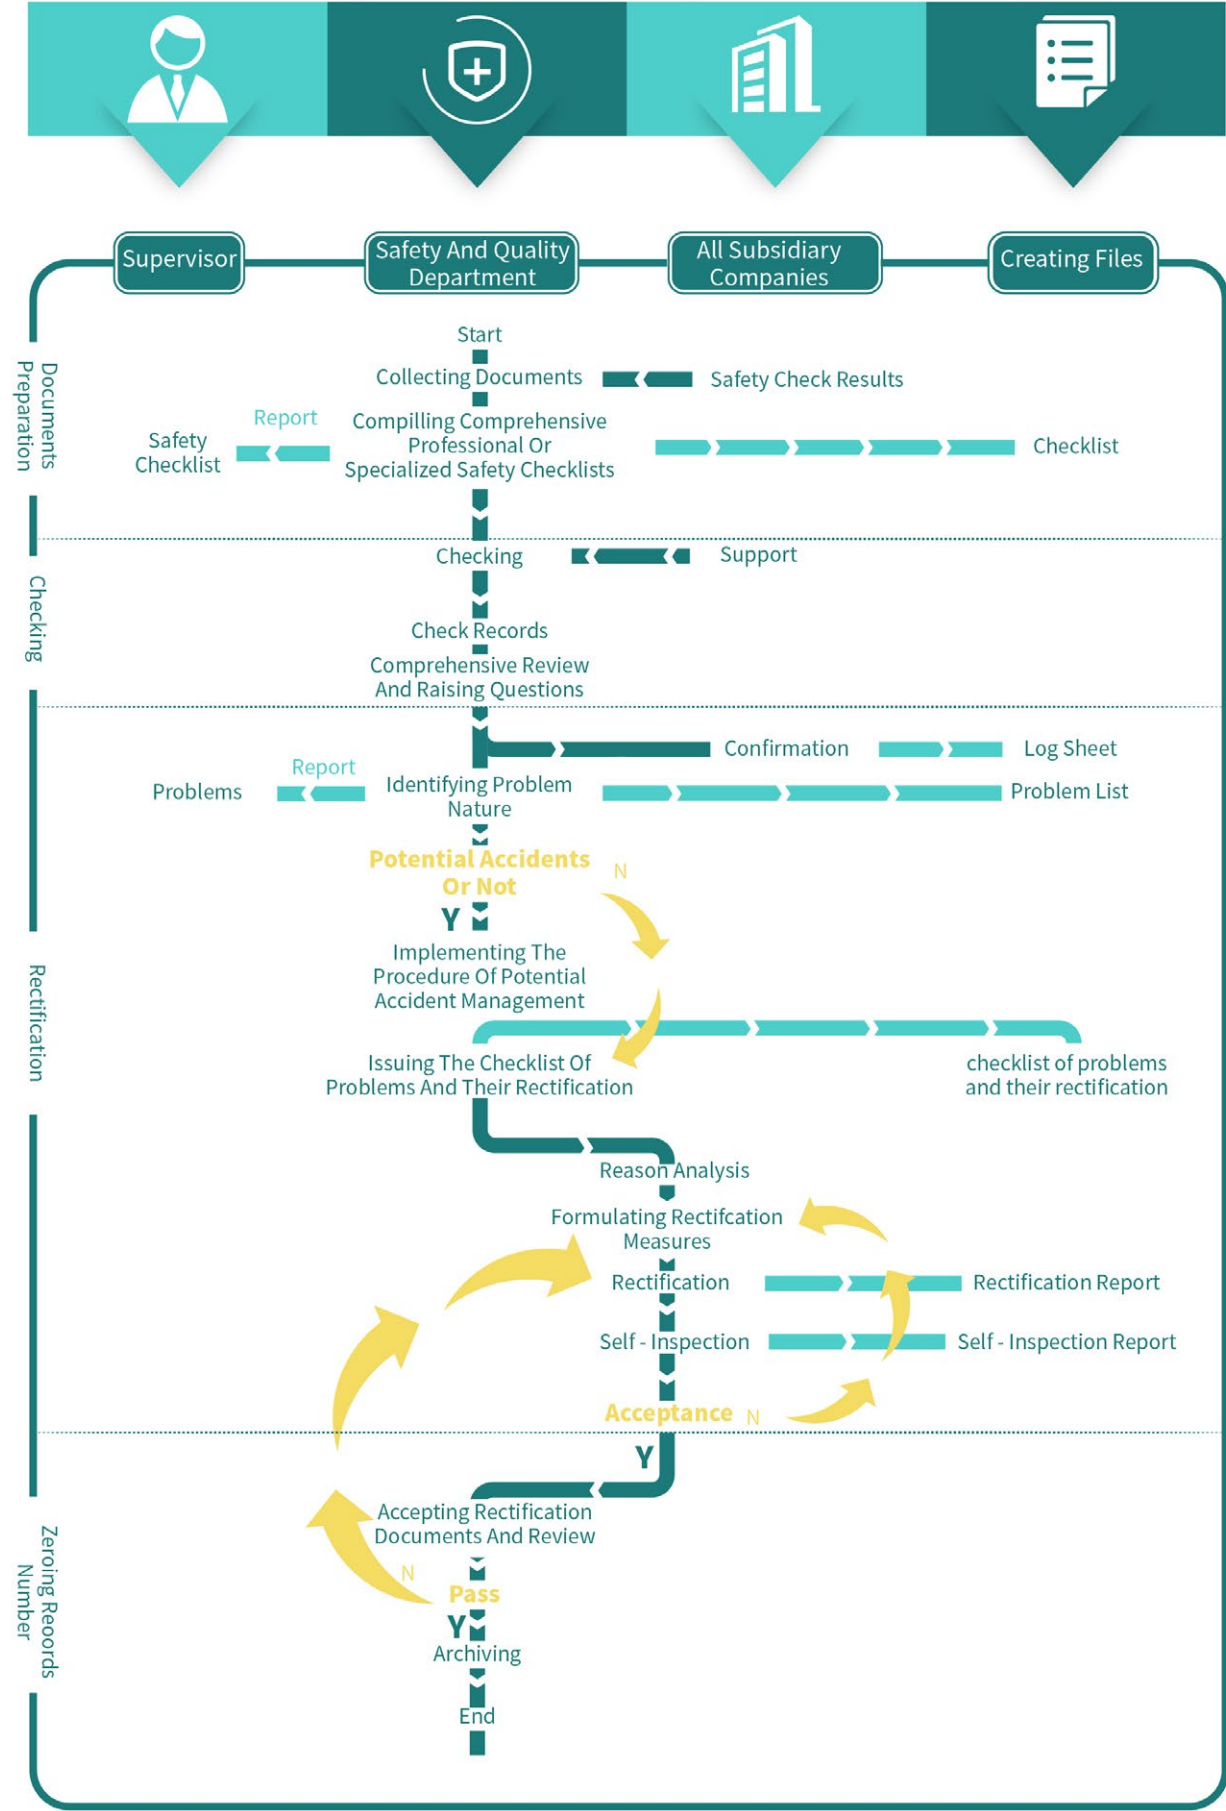 Supervisor
Safety And Quality
Department
All Subsidiary
Companies
Creating Files
Documents
Preparation
Start
Collecting Documents
Safety Check Results
Report
Safety
Checklist
Compilling Comprehensive
Professional Or
Specialized Safety Checklists
Checklist
Checking
Checking
Support
Check Records
Comprehensive Review
And Raising Questions
Rectification
Confirmation
Log Sheet
Report
Problems
Identifying Problem
Nature
Problem List
Potential Accidents
Or Not
N
Y
Implementing The
Procedure Of Potential
Accident Management
Issuing The Checklist Of
Problems And Their Rectification
checklist of problems
and their rectification
Reason Analysis
Formulating Rectifcation
Measures
Rectification
Rectification Report
Self - Inspection
Self - Inspection Report
Acceptance
N
Y
Zeroing Reoords
Number
Accepting Rectification
Documents And Review
N
Pass
Y
Archiving
End